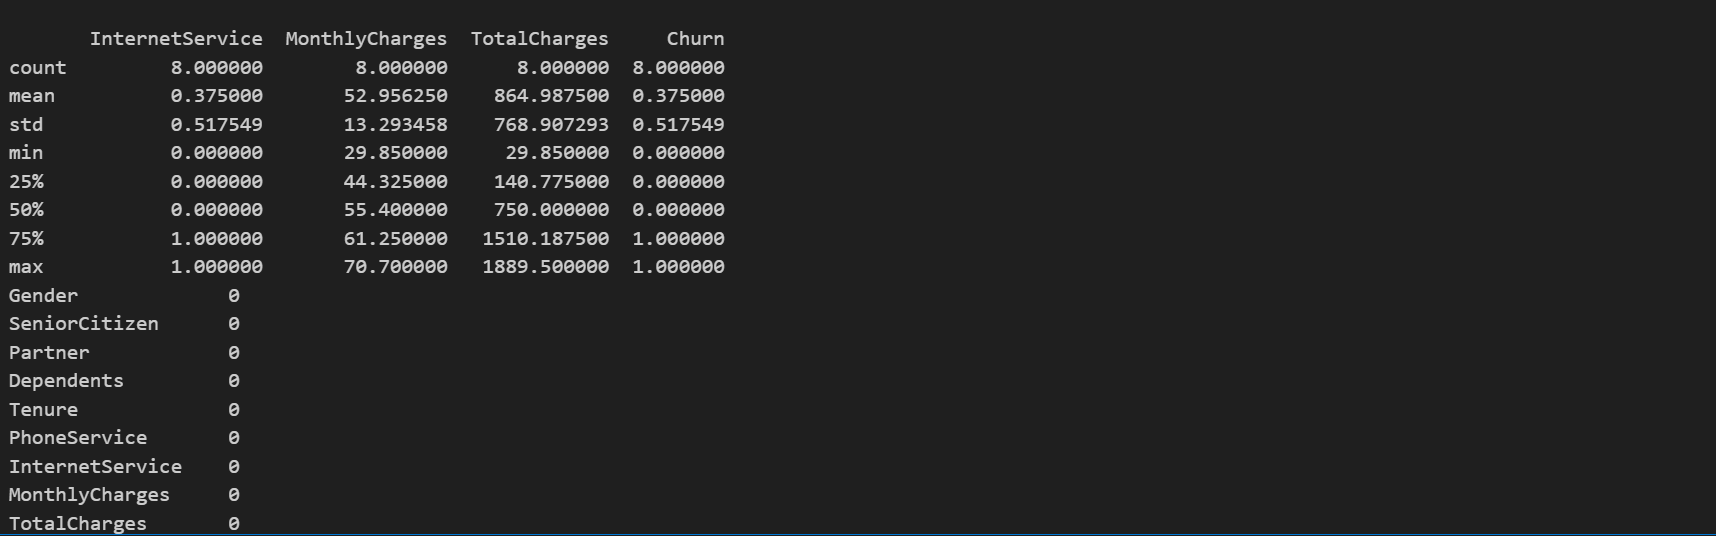 InternetService MonthlyCharges TotalCharges Churn
count 8.000000 8.000000 8.000000 8.000000
mean 0.375000 52.956250 864.987500 0.375000
std 0.517549 13.293458 768.907293 0.517549
min 0.000000 29.850000 29.850000 0.000000
25% 0.000000 44.325000 140.775000 0.000000
50% 0.000000 55.400000 750.000000 0.000000
75% 1.000000 61.250000 1510.187500 1.000000
max 1.000000 70.700000 1889.500000 1.000000
Gender 0
SeniorCitizen 0
Partner 0
Dependents 0
Tenure 0
PhoneService 0
InternetService 0
MonthlyCharges 0
TotalCharges 0